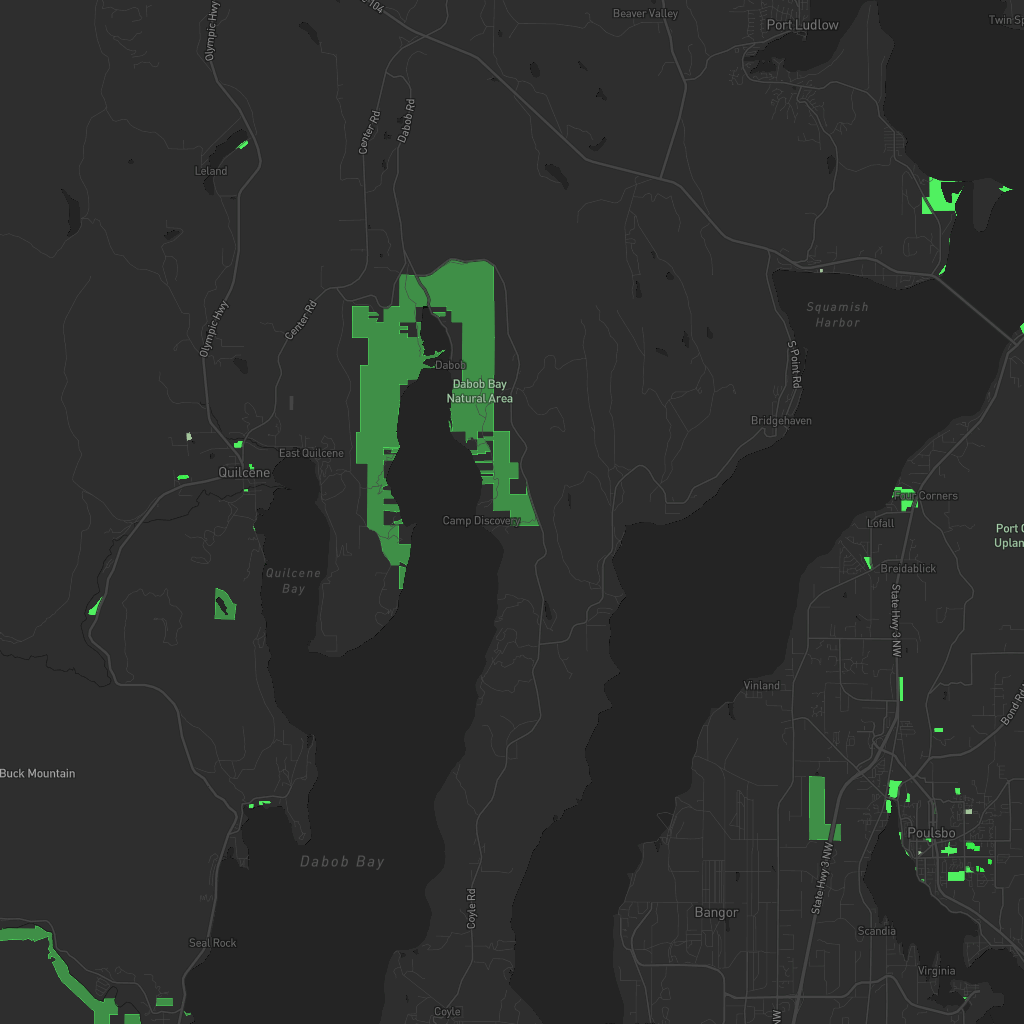 Olympic Hwy
104
Beaver Valley
Port Ludlow
Twin Sp
Center Rd
Dabob Rd
Leland
Olympic Hwy
Center Rd
Squamish
Harbor
S Point Rd
Dabob
Dabob Bay
Natural Area
Bridgehaven
East Quilcene
Quilcene
Four Corners
Camp Discovery
Lofall
Port G
Uplan
Breidablick
Quilcene
Bay
State Hwy 3 NW
Vinland
Bond Rd
Buck Mountain
Poulsbo
Dabob Bay
State Hwy 3 NW
Coyle Rd
Bangor
Scandia
Seal Rock
Virginia
Coyle
NW